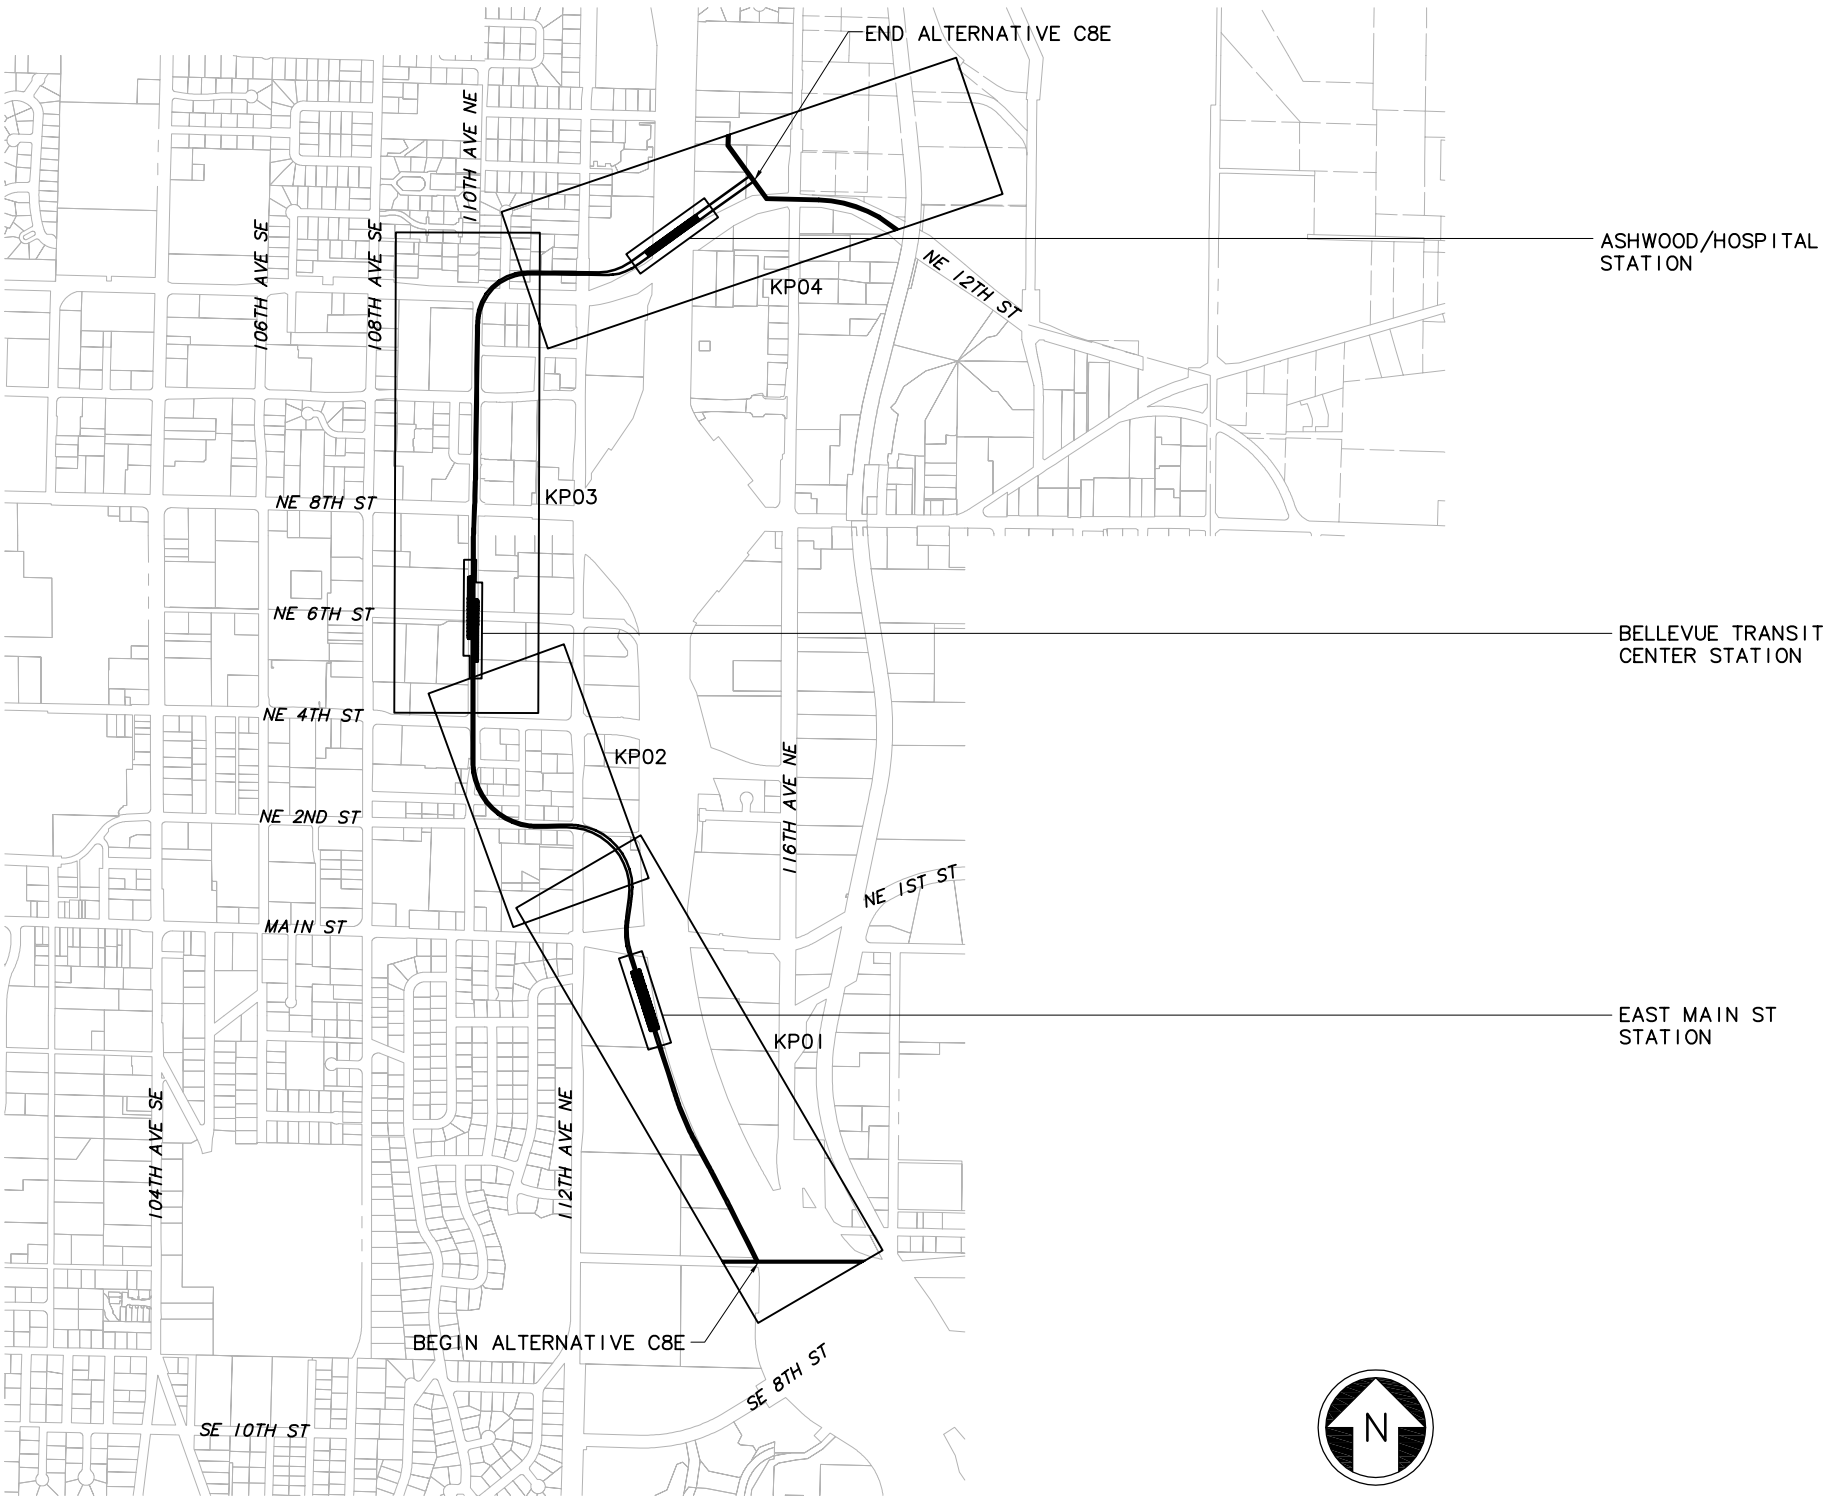 END ALTERNATIVE C8E
110TH AVE NE
106TH AVE SE
108TH AVE SE
ASHWOOD/HOSPITAL
STATION
NE 12TH ST
KP04
KP03
NE 8TH ST
NE 6TH ST
BELLEVUE TRANSIT
CENTER STATION
NE 4TH ST
KP02
116TH AVE NE
NE 2ND ST
NE 1ST ST
MAIN ST
EAST MAIN ST
STATION
KP01
104TH AVE SE
112TH AVE NE
BEGIN ALTERNATIVE C8E
SE 8TH ST
SE 10TH ST
N